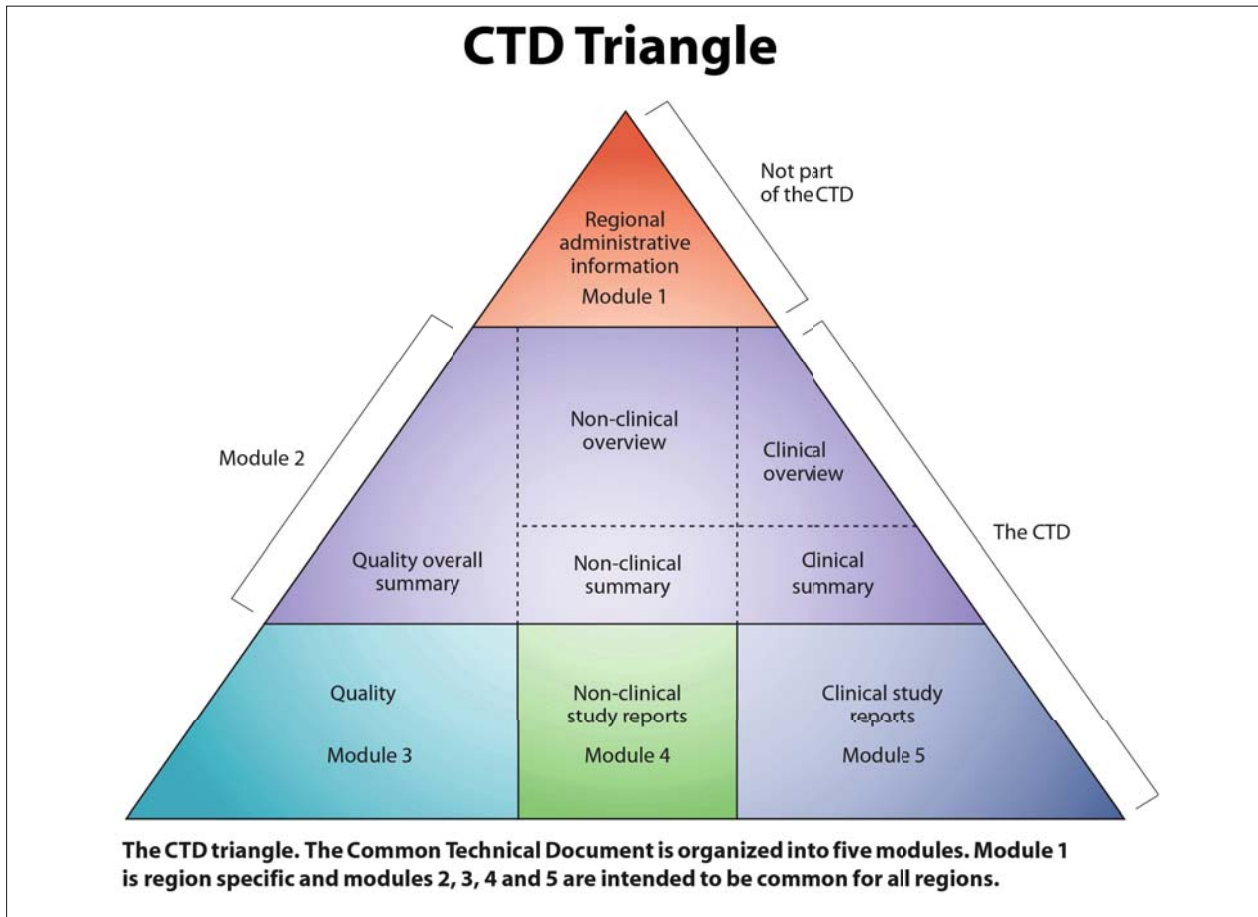 CTD Triangle
Not part
of the CTD
Regional
administrative
information
Module 1
Module 2
Non-clinical
overview
Clinical
overview
The CTD
Quality overall
summary
Non-clinical
summary
Clinical
summary
Quality
Module 3
Non-clinical
study reports
Module 4
Clinical study
reports
Module 5
The CTD triangle. The Common Technical Document is organized into five modules. Module 1
is region specific and modules 2, 3, 4 and 5 are intended to be common for all regions.